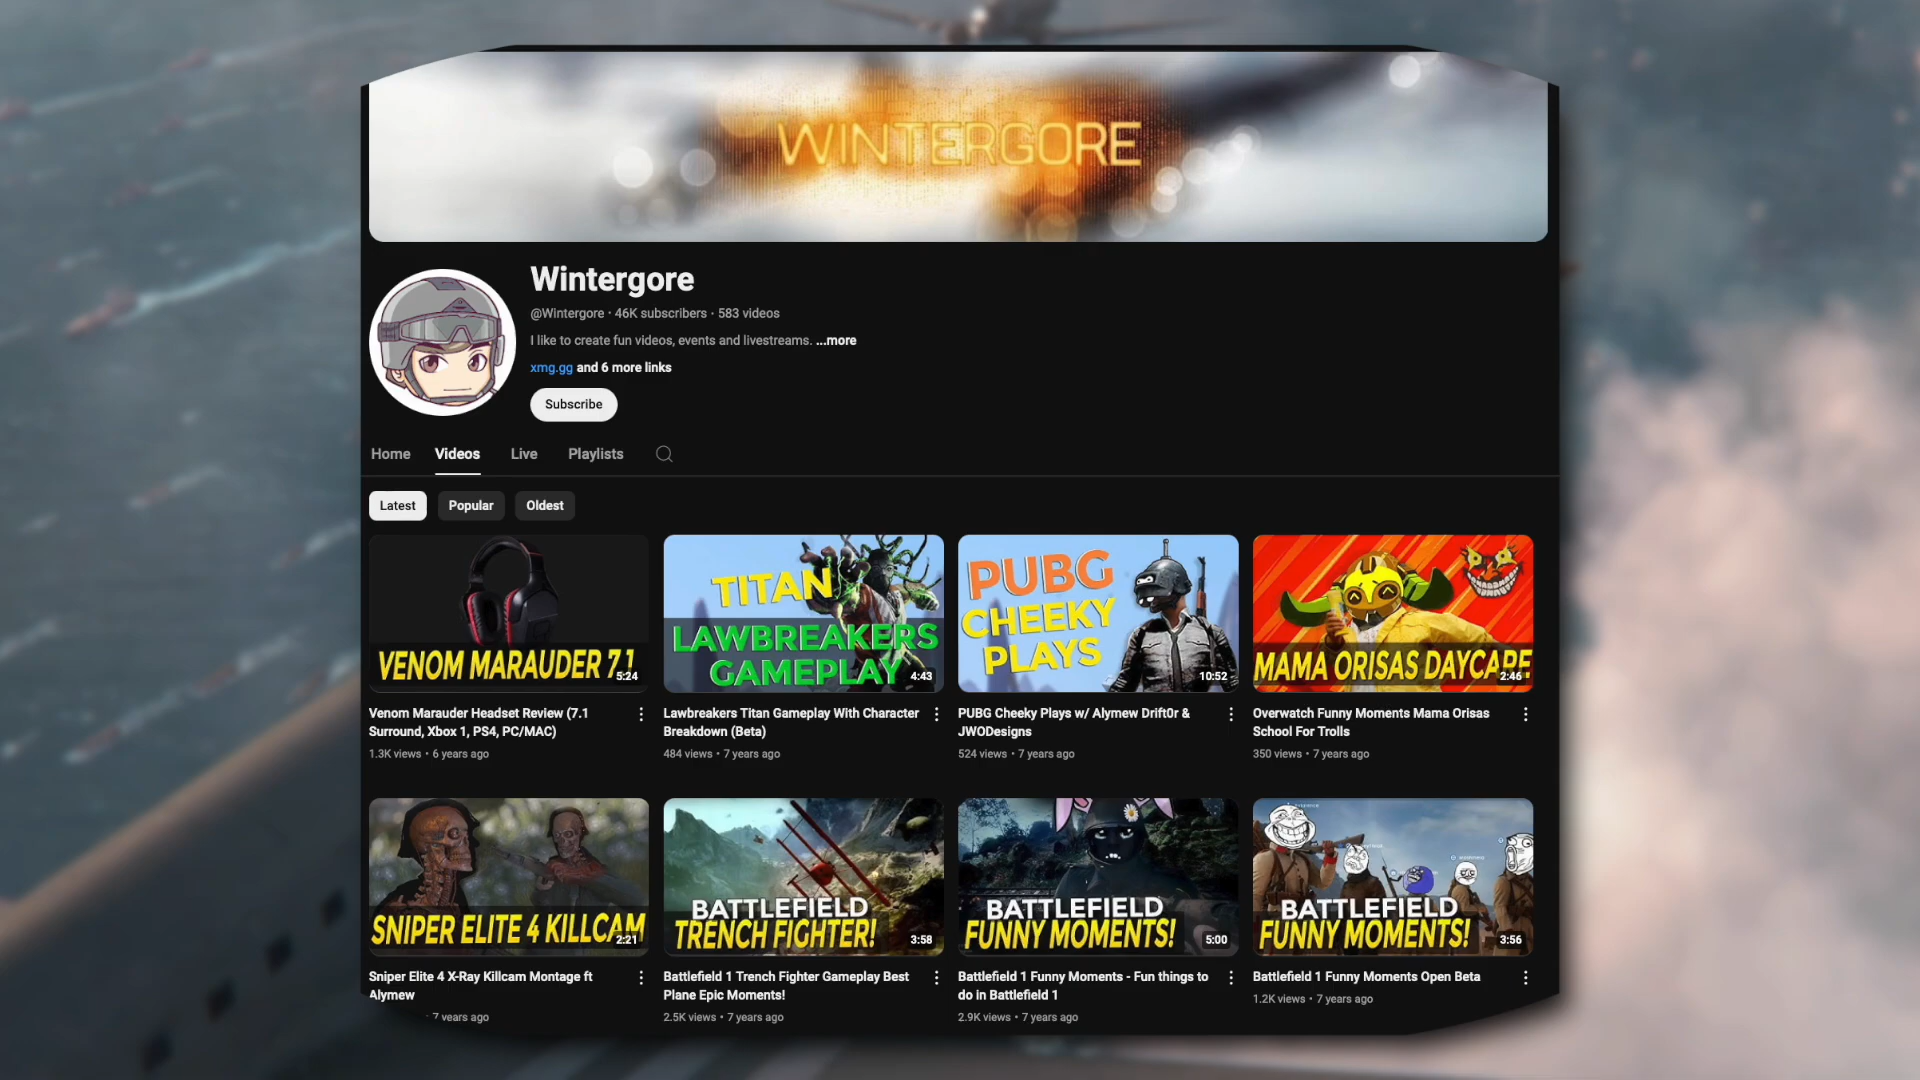 WINTERGORE
Wintergore
@Wintergore · 46K subscribers · 583 videos
I like to create fun videos, events and livestreams. ...more
xmg.gg and 6 more links
Subscribe
Home Videos Live Playlists
Latest Popular Oldest
VENOM MARAUDER 7.1
5:24
TITAN
LAWBREAKERS
GAMEPLAY
4:43
PUBG
CHEEKY
PLAYS
10:52
MAMA ORISAS DAYCARE
2:46
Venom Marauder Headset Review (7.1
Surround, Xbox 1, PS4, PC/MAC)
1.3K views · 6 years ago
Lawbreakers Titan Gameplay With Character
Breakdown (Beta)
484 views · 7 years ago
PUBG Cheeky Plays w/ Alymew Drift0r &
JWODesigns
524 views · 7 years ago
Overwatch Funny Moments Mama Orisas
School For Trolls
350 views · 7 years ago
SNIPER ELITE 4 KILLCAM
2:21
BATTLEFIELD
TRENCH FIGHTER!
3:58
BATTLEFIELD
FUNNY MOMENTS!
5:00
BATTLEFIELD
FUNNY MOMENTS!
3:56
Sniper Elite 4 X-Ray Killcam Montage ft
Alymew
· 7 years ago
Battlefield 1 Trench Fighter Gameplay Best
Plane Epic Moments!
2.5K views · 7 years ago
Battlefield 1 Funny Moments - Fun things to
do in Battlefield 1
2.9K views · 7 years ago
Battlefield 1 Funny Moments Open Beta
1.2K views · 7 years ago